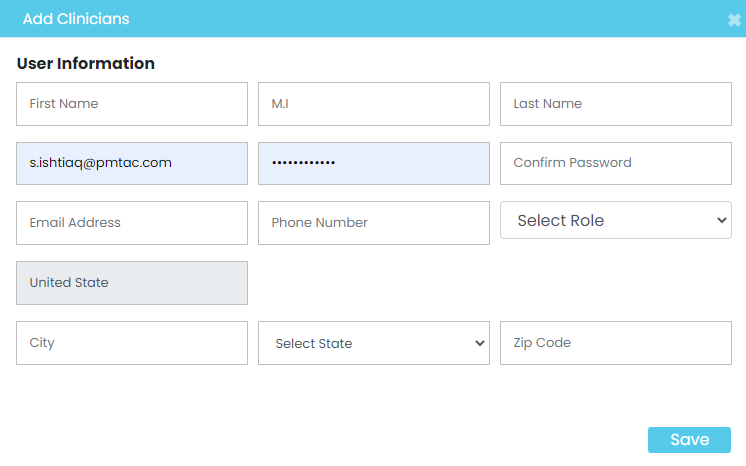 Add Clinicians
User Information
First Name M.I Last Name
s.ishtiaq@pmtac.com •••••••••••• Confirm Password
Email Address Phone Number Select Role
United State
City Select State Zip Code
Save